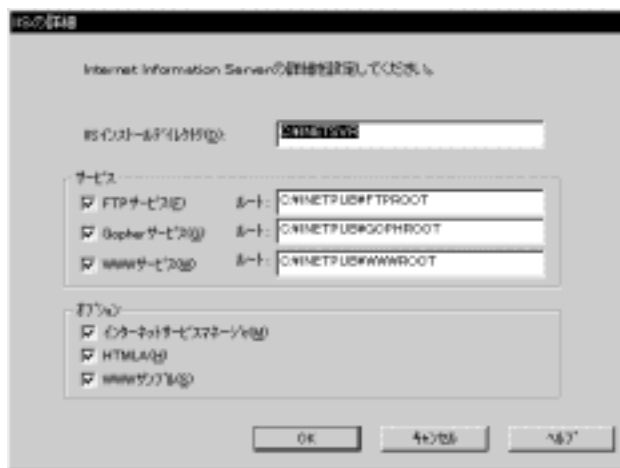 IISの詳細
Internet Information Serverの詳細を設定してください。
IISインストールディレクトリ(D): C:¥INETSVR
サービス
FTPサービス(F) ルート: C:¥INETPUB¥FTPROOT
Gopherサービス(G) ルート: C:¥INETPUB¥GOPHROOT
WWWサービス(W) ルート: C:¥INETPUB¥WWWROOT
オプション
インターネットサービスマネージャ(M)
HTMLA(H)
WWWサンプル(S)
OK キャンセル ヘルプ